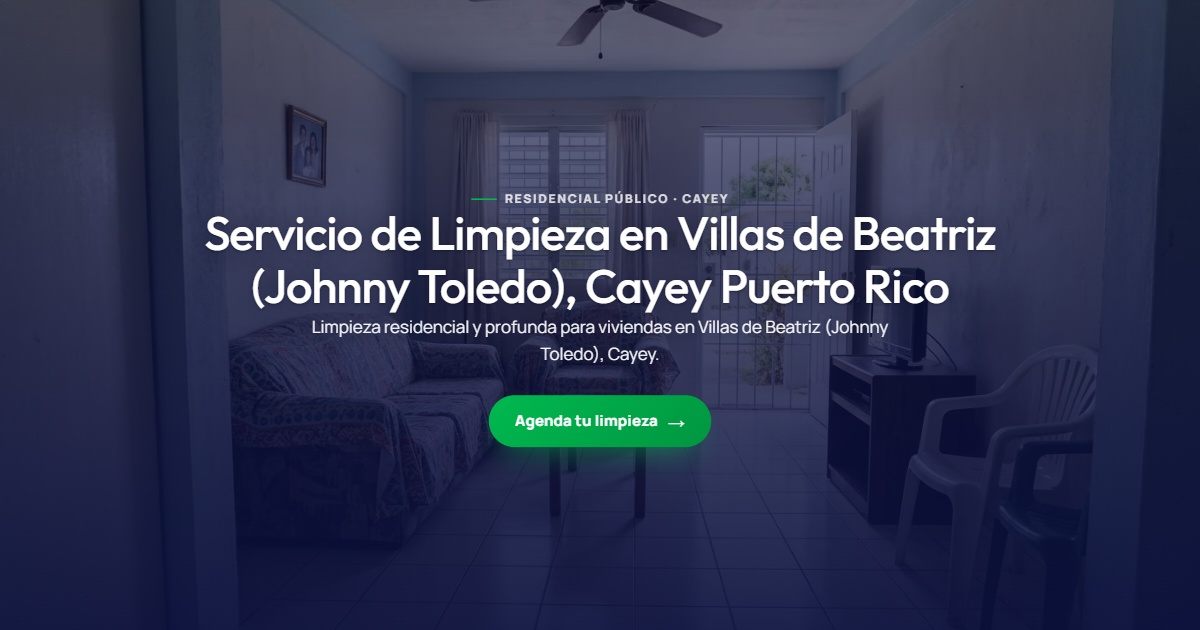 RESIDENCIAL PÚBLICO · CAYEY
Servicio de Limpieza en Villas de Beatriz
(Johnny Toledo), Cayey Puerto Rico
Limpieza residencial y profunda para viviendas en Villas de Beatriz (Johnny
Toledo), Cayey.
Agenda tu limpieza →